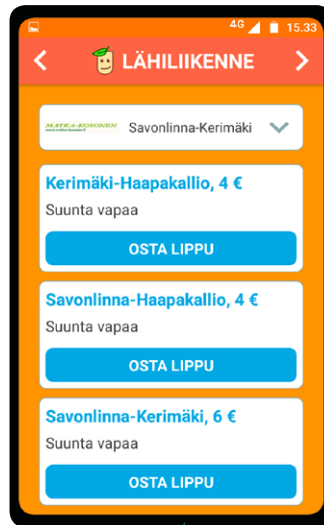 4G 15.33
LÄHILIIKENNE
MATKA-KOSONEN Savonlinna-Kerimäki
Kerimäki-Haapakallio, 4 €
Suunta vapaa
OSTA LIPPU
Savonlinna-Haapakallio, 4 €
Suunta vapaa
OSTA LIPPU
Savonlinna-Kerimäki, 6 €
Suunta vapaa
OSTA LIPPU